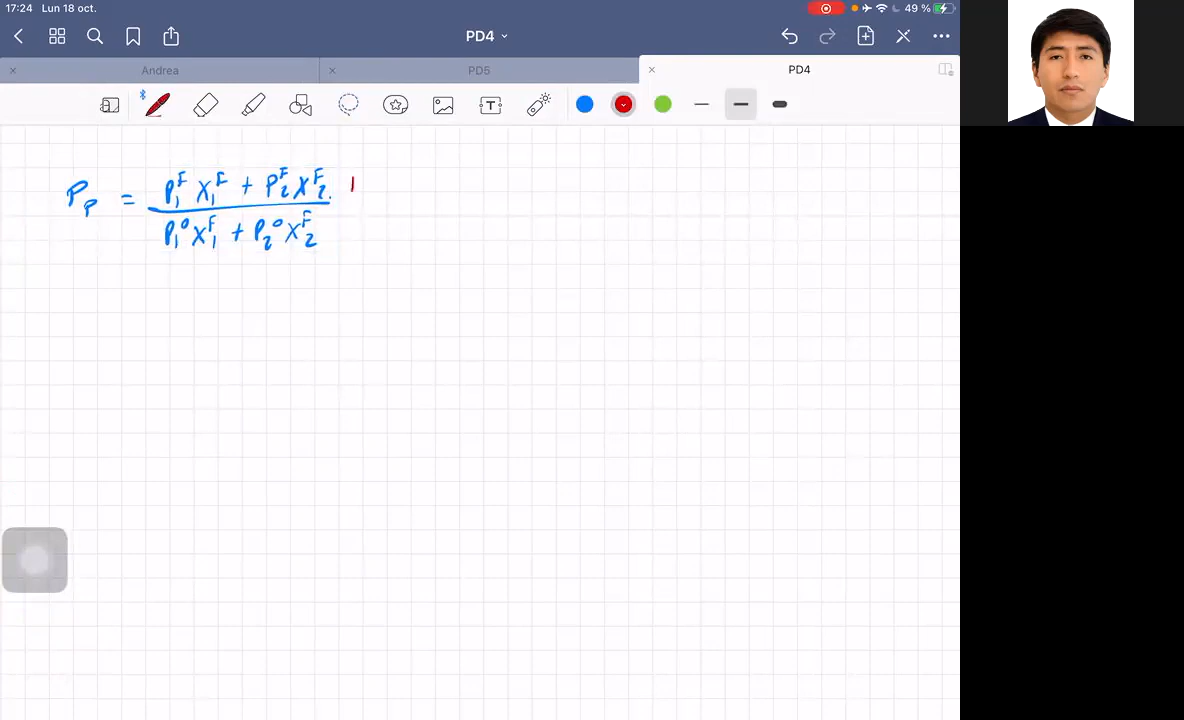 17:24 Lun 18 oct. 49 %
PD4
Andrea PD5 PD4
T
P_P = \frac{P_1^F X_1^F + P_2^F X_2^F}{P_1^0 X_1^F + P_2^0 X_2^F}